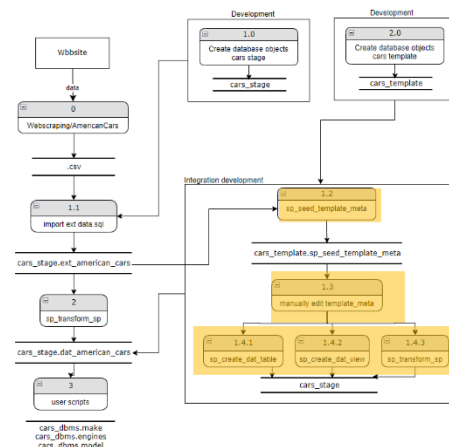 Development
1.0
Create database objects
cars stage
cars_stage
Development
2.0
Create database objects
cars template
cars_template
Wbbsite
data
0
Webscraping/AmericanCars
.csv
1.1
import ext data.sql
cars_stage.ext_american_cars
2
sp_transform_sp
cars_stage.dat_american_cars
3
user scripts
cars_dbms.make
cars_dbms.engines
cars_dbms.model
Integration development
1.2
sp_seed_template_meta
cars_template.sp_seed_template_meta
1.3
manually edit.template_meta
1.4.1
sp_create_dat_table
1.4.2
sp_create_dat_view
1.4.3
sp_transform_sp
cars_stage